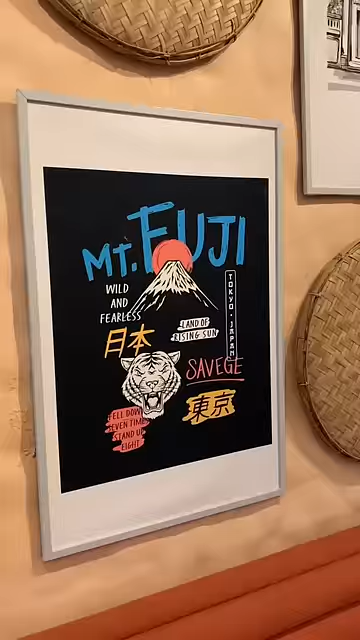 MT. FUJI
WILD
AND
FEARLESS
TOKYO · JAPAN
LAND OF
RISING SUN
日本
SAVEGE
東京
FELL DOWN
SEVEN TIMES
STAND UP
EIGHT